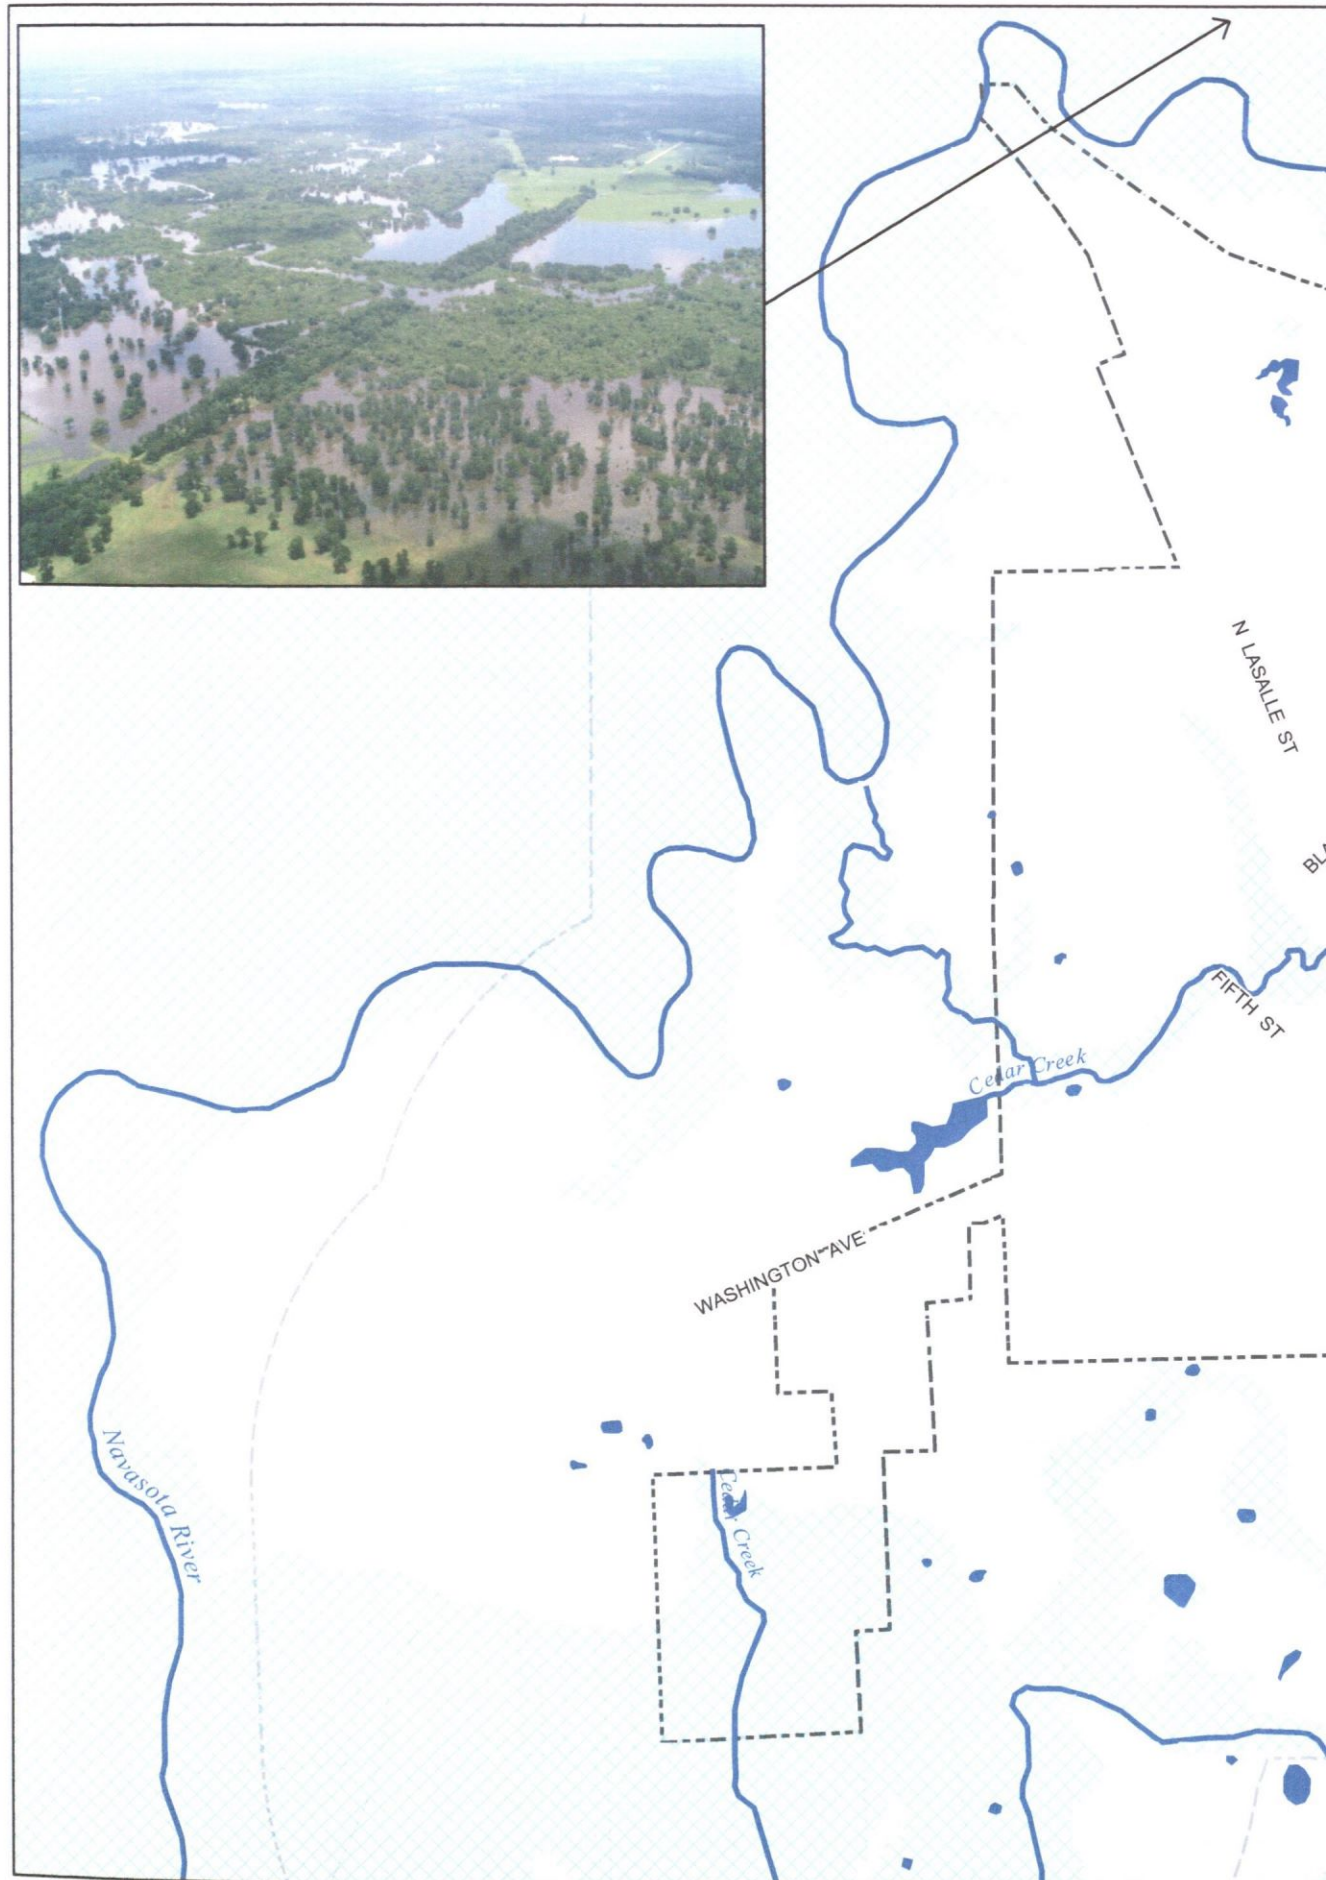 N LASALLE ST
FIFTH ST
Cedar Creek
WASHINGTON AVE
Navasota River
Cedar Creek